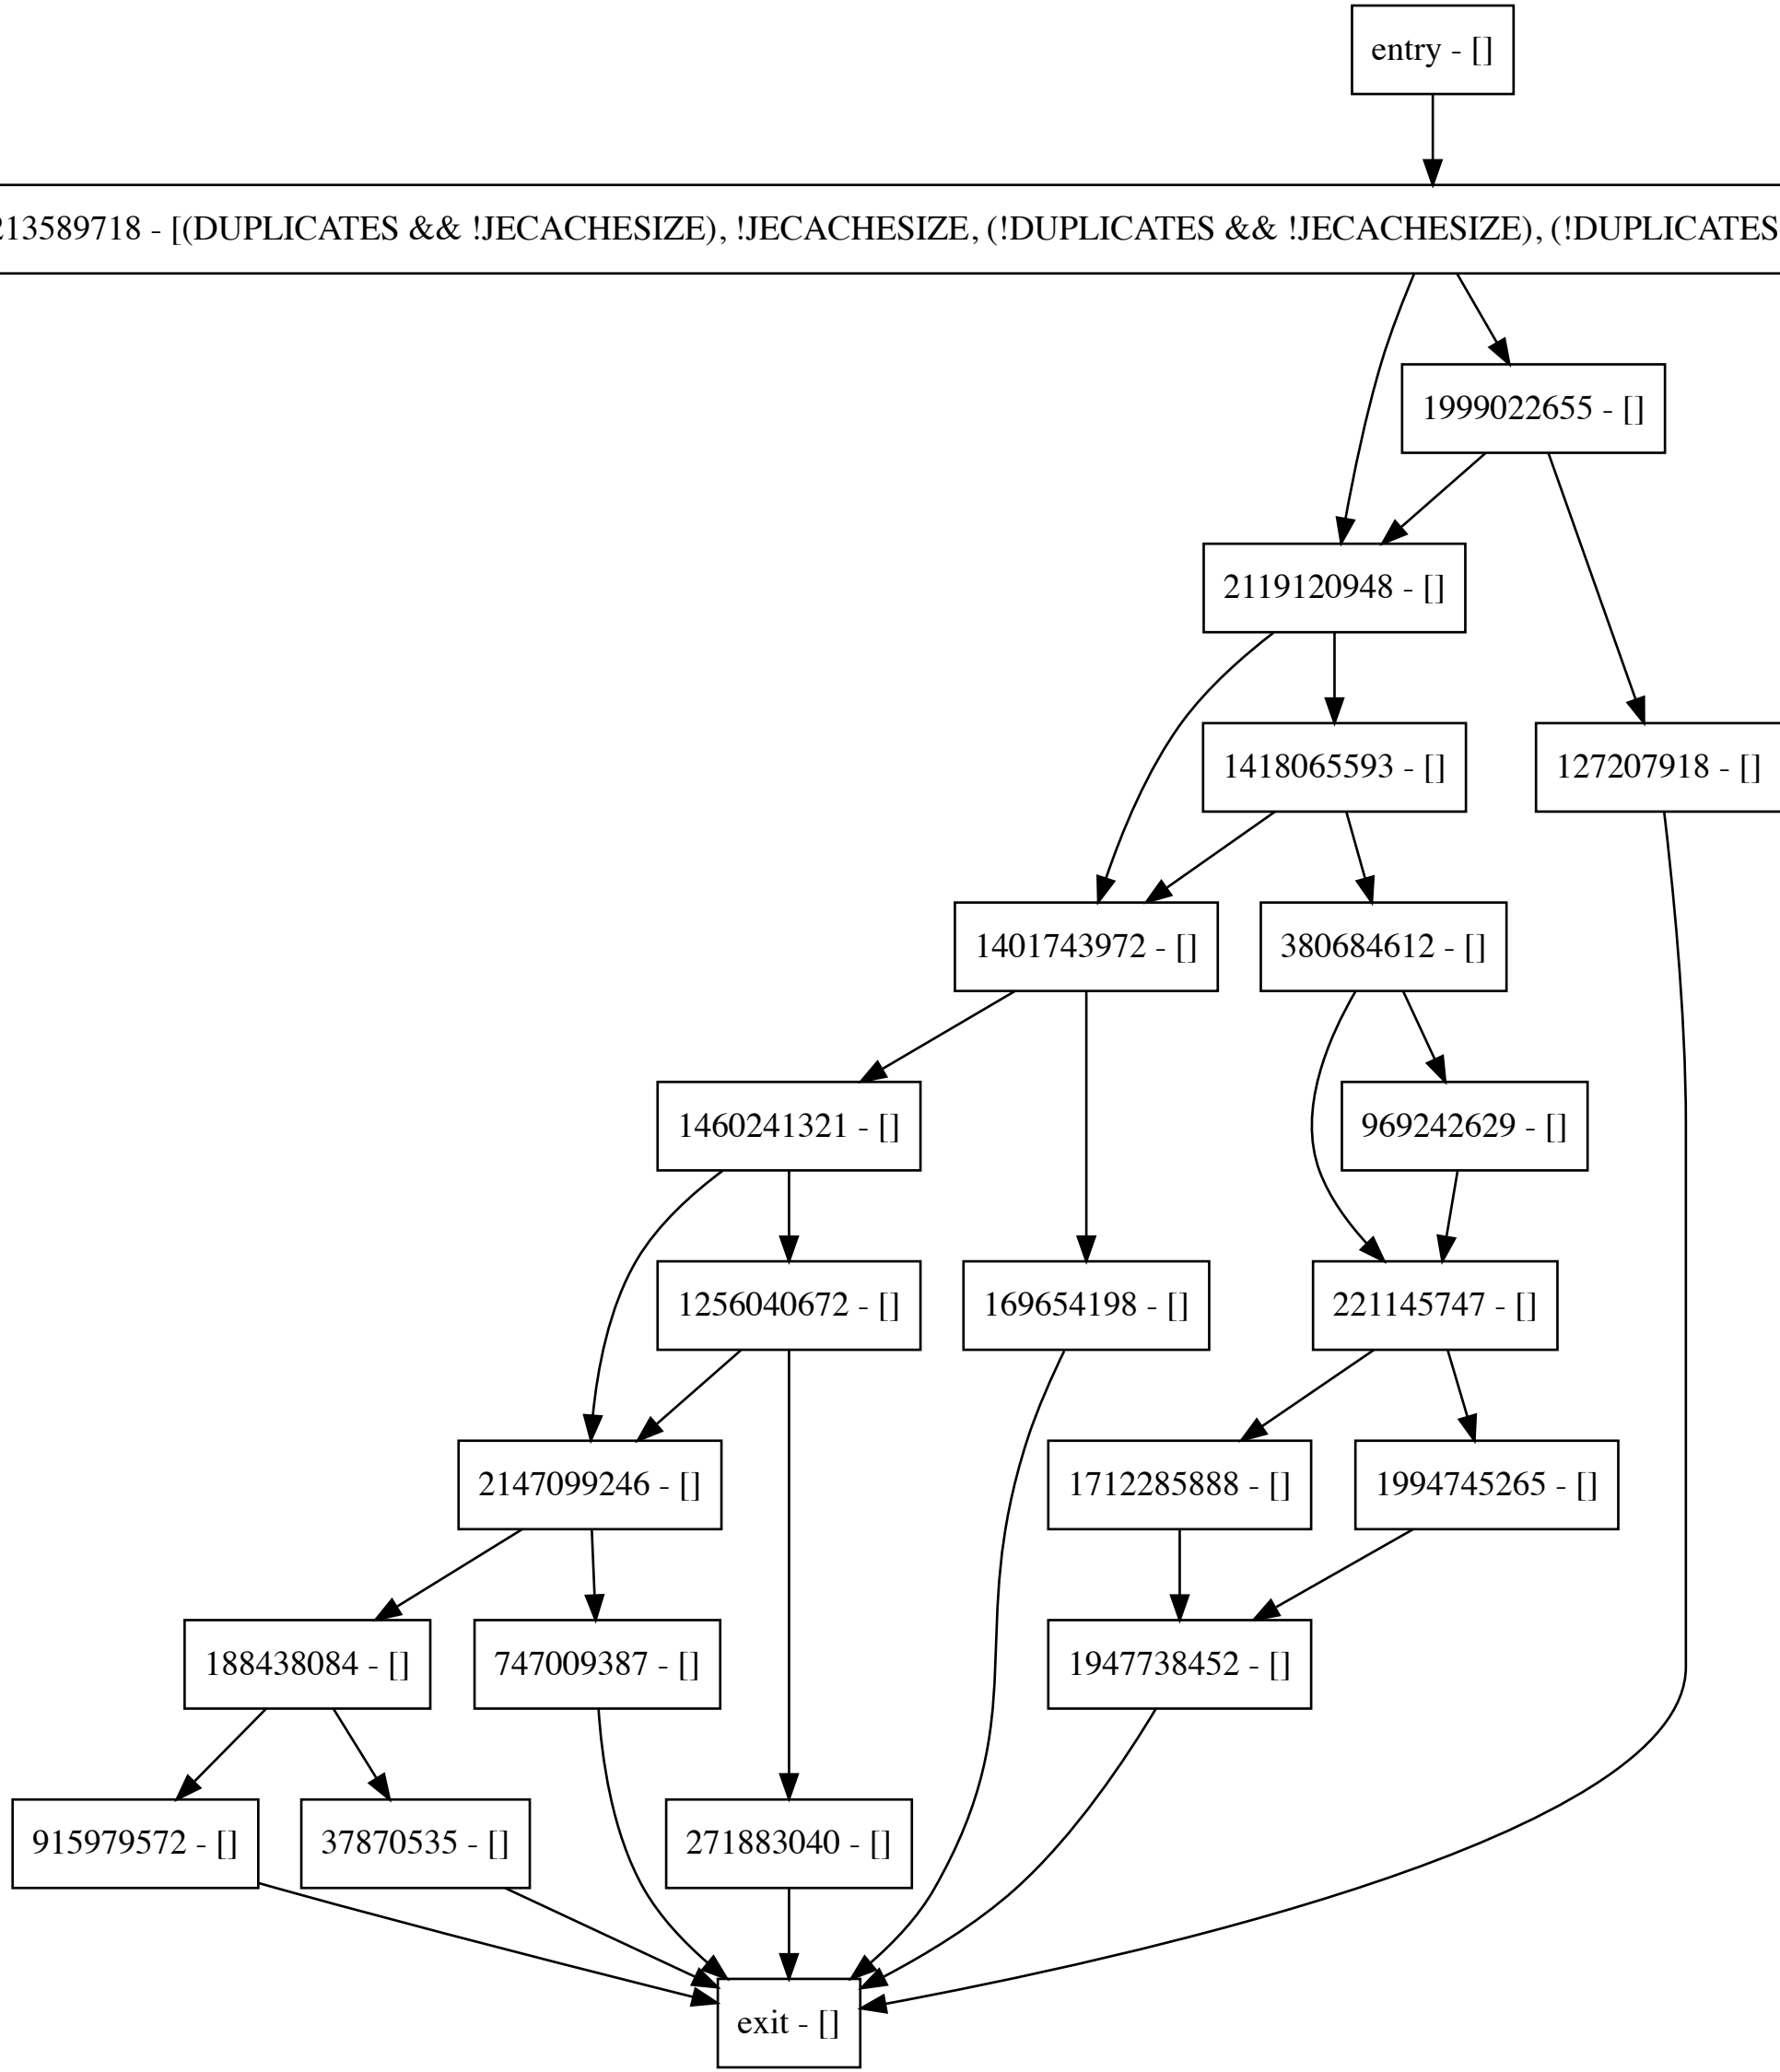 entry - []
213589718 - [(DUPLICATES && !JECACHESIZE), !JECACHESIZE, (!DUPLICATES && !JECACHESIZE), (!DUPLICATES
1999022655 - []
2119120948 - []
1418065593 - []
127207918 - []
1401743972 - []
380684612 - []
1460241321 - []
969242629 - []
1256040672 - []
169654198 - []
221145747 - []
2147099246 - []
1712285888 - []
1994745265 - []
188438084 - []
747009387 - []
1947738452 - []
915979572 - []
37870535 - []
271883040 - []
exit - []